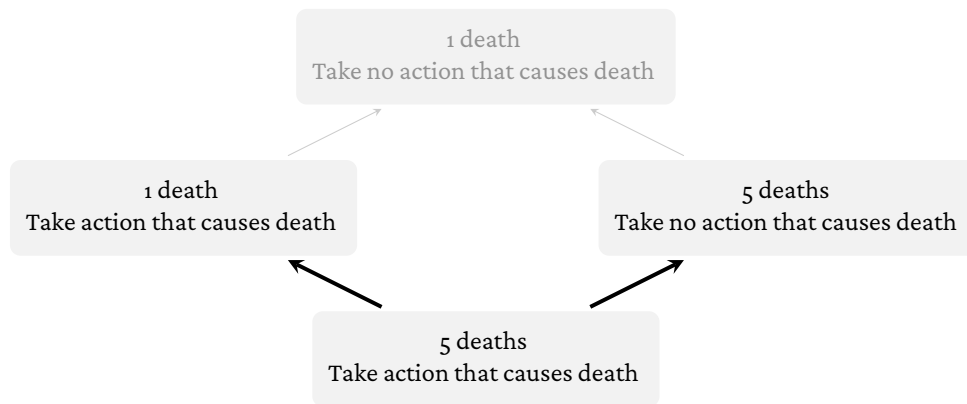 1 death
Take no action that causes death
1 death
Take action that causes death
5 deaths
Take no action that causes death
5 deaths
Take action that causes death